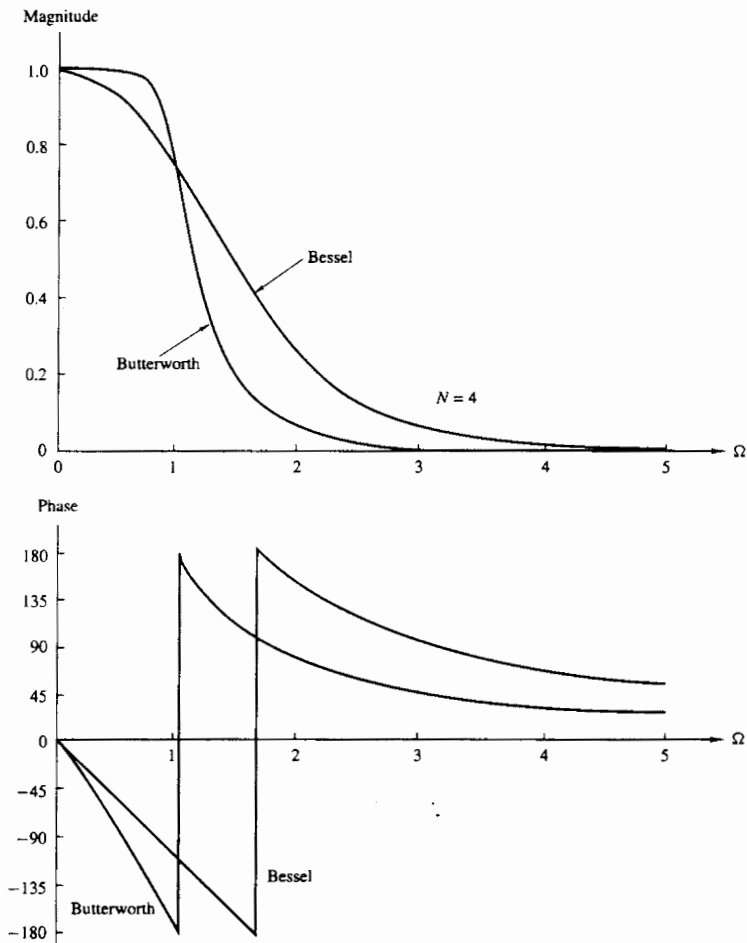 Magnitude
1.0
0.8
0.6
Bessel
0.4
Butterworth
0.2
N = 4
0
0 1 2 3 4 5 Ω
Phase
180
135
90
45
0 1 2 3 4 5 Ω
−45
−90
Bessel
−135
Butterworth
−180